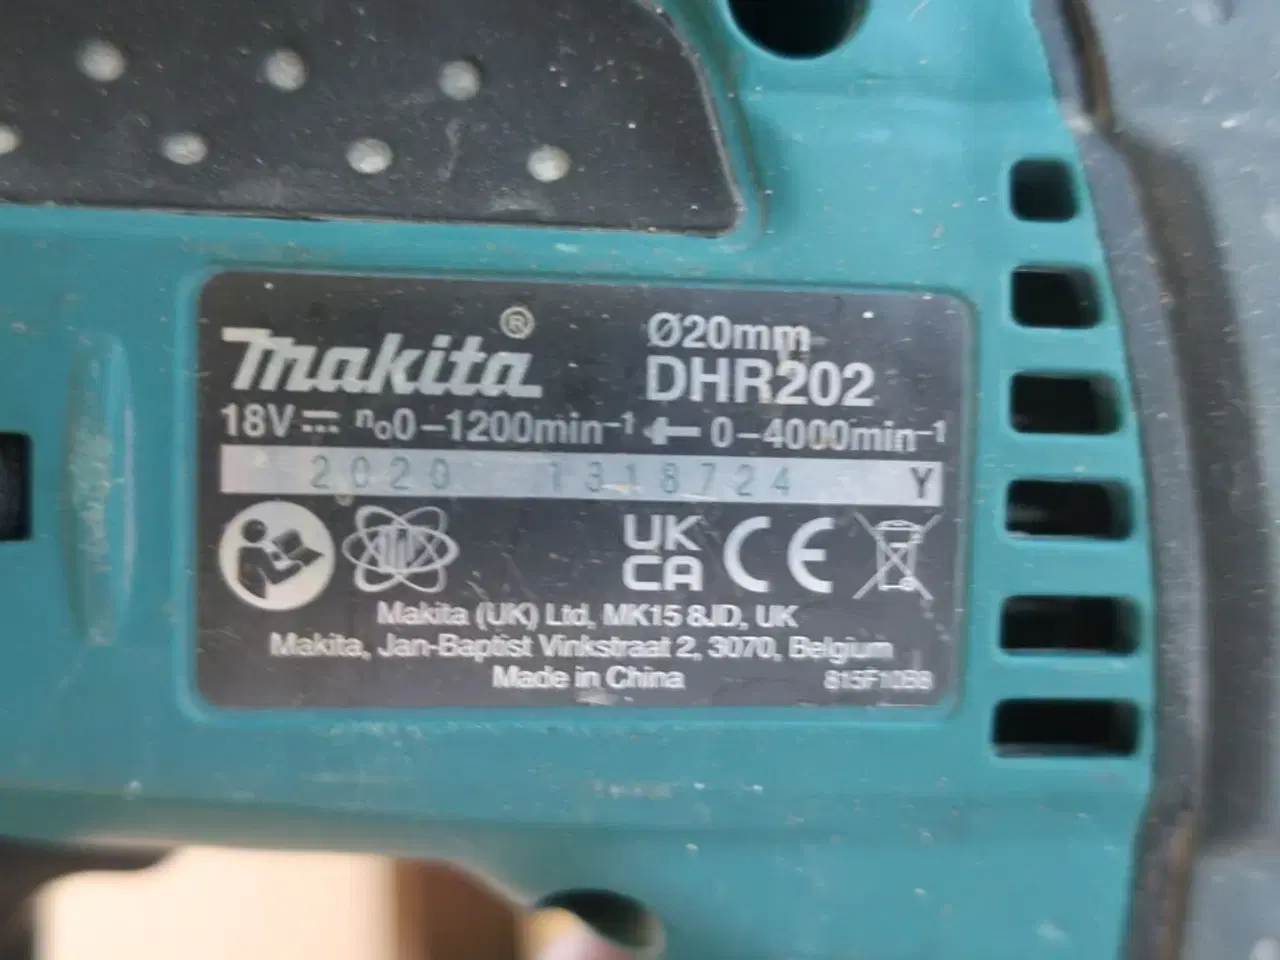 makita® Ø20mm
DHR202
18V⎓ n₀0–1200min⁻¹ 0–4000min⁻¹
2020 1318724 Y
UK
CA CE
Makita (UK) Ltd, MK15 8JD, UK
Makita, Jan-Baptist Vinkstraat 2, 3070, Belgium
Made in China